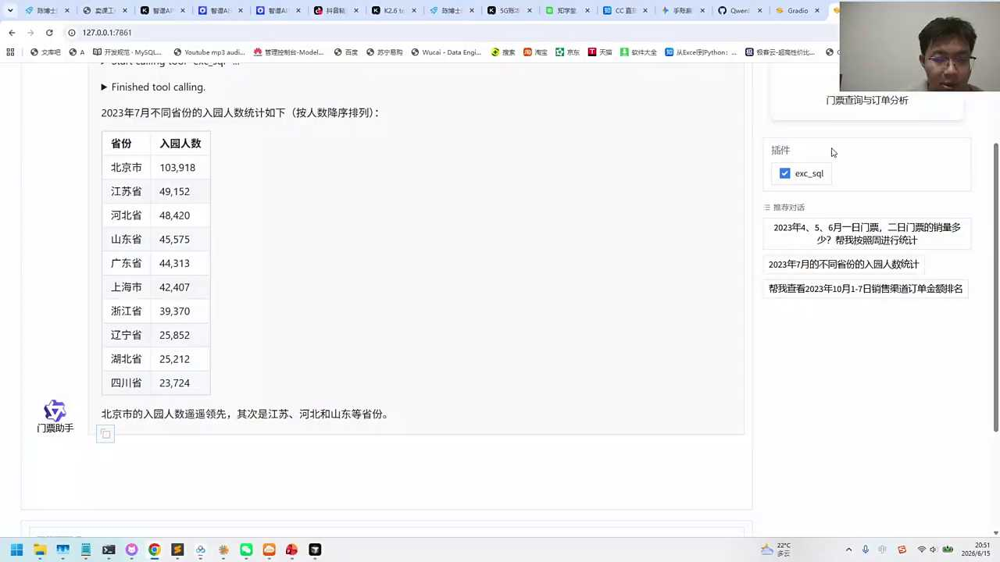 陈博士
卖课工
智谱AI
智谱AI
智谱AI
抖音秘
K2.6 te
陈博士
5G账本
知学堂
CC 直
手账
Qwen
Gradio
127.0.0.1:7861
文库吧
A
开发规范 · MySQL...
Youtube mp3 audi...
管理控制台-Model...
百度
苏宁易购
Wucai - Data Engi...
搜索
淘宝
京东
天猫
软件大全
从Excel到Python：...
极客云-超高性价比...
Start calling tool 'exc_sql' ...
Finished tool calling.
2023年7月不同省份的入园人数统计如下（按人数降序排列）：
省份 入园人数
北京市 103,918
江苏省 49,152
河北省 48,420
山东省 45,575
广东省 44,313
上海市 42,407
浙江省 39,370
辽宁省 25,852
湖北省 25,212
四川省 23,724
北京市的入园人数遥遥领先，其次是江苏、河北和山东等省份。
门票助手
门票查询与订单分析
插件
exc_sql
推荐对话
2023年4、5、6月一日门票，二日门票的销量多
少？帮我按照周进行统计
2023年7月的不同省份的入园人数统计
帮我查看2023年10月1-7日销售渠道订单金额排名
22°C
多云
20:51
2026/6/15